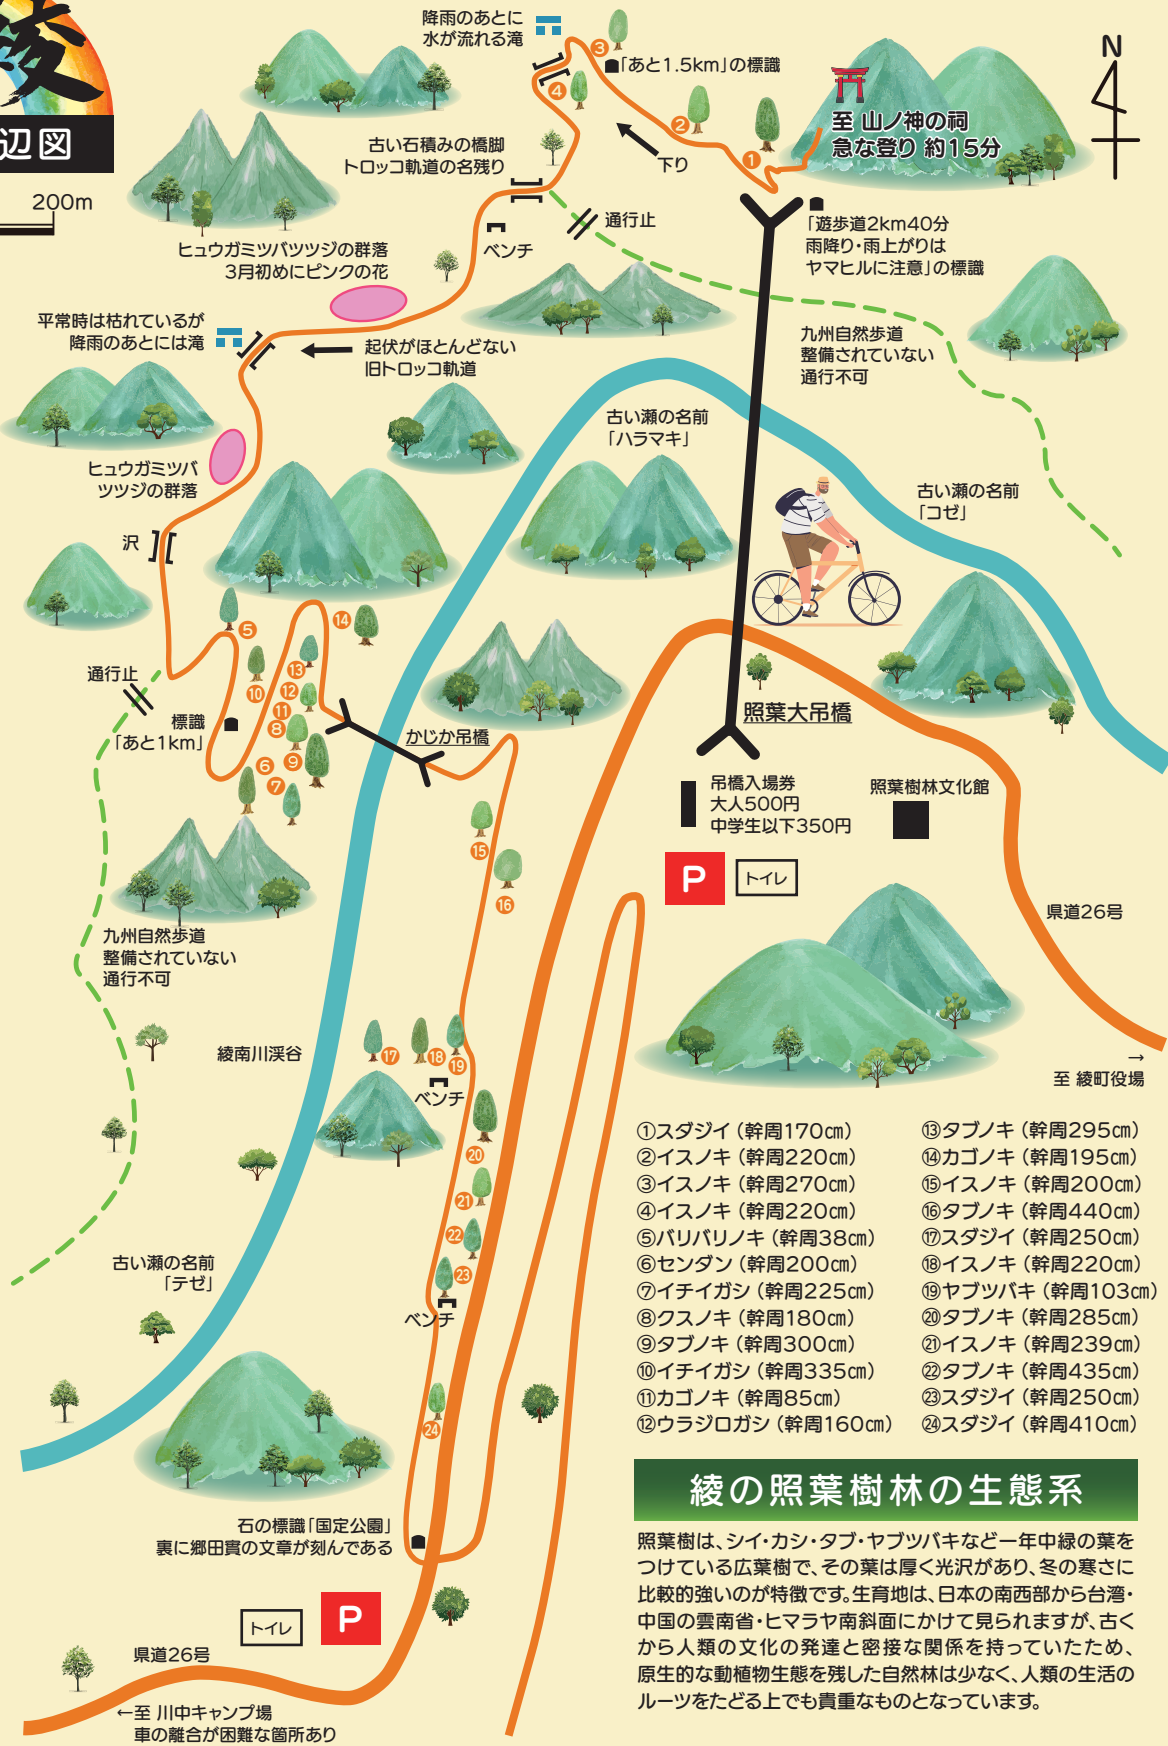 綾
辺図
200m
降雨のあとに
水が流れる滝
③
「あと1.5km」の標識
④
②
①
下り
至 山ノ神の祠
急な登り 約15分
N
古い石積みの橋脚
トロッコ軌道の名残り
通行止
ベンチ
「遊歩道2km40分
雨降り・雨上がりは
ヤマヒルに注意」の標識
ヒュウガミツバツツジの群落
3月初めにピンクの花
平常時は枯れているが
降雨のあとには滝
起伏がほとんどない
旧トロッコ軌道
九州自然歩道
整備されていない
通行不可
古い瀬の名前
「ハラマキ」
ヒュウガミツバ
ツツジの群落
古い瀬の名前
「コゼ」
沢
⑤
⑭
⑬
⑩
⑫
⑪
⑧
⑥
⑨
⑦
通行止
標識
「あと1km」
かじか吊橋
照葉大吊橋
吊橋入場券
大人500円
中学生以下350円
照葉樹林文化館
P
トイレ
⑮
⑯
県道26号
九州自然歩道
整備されていない
通行不可
綾南川渓谷
⑰
⑱
⑲
ベンチ
→
至 綾町役場
⑳
㉑
㉒
㉓
ベンチ
古い瀬の名前
「テゼ」
㉔
石の標識「国定公園」
裏に郷田實の文章が刻んである
トイレ
P
県道26号
←至 川中キャンプ場
車の離合が困難な箇所あり
①スダジイ（幹周170㎝）
②イスノキ（幹周220㎝）
③イスノキ（幹周270㎝）
④イスノキ（幹周220㎝）
⑤バリバリノキ（幹周38㎝）
⑥センダン（幹周200㎝）
⑦イチイガシ（幹周225㎝）
⑧クスノキ（幹周180㎝）
⑨タブノキ（幹周300㎝）
⑩イチイガシ（幹周335㎝）
⑪カゴノキ（幹周85㎝）
⑫ウラジロガシ（幹周160㎝）
⑬タブノキ（幹周295㎝）
⑭カゴノキ（幹周195㎝）
⑮イスノキ（幹周200㎝）
⑯タブノキ（幹周440㎝）
⑰スダジイ（幹周250㎝）
⑱イスノキ（幹周220㎝）
⑲ヤブツバキ（幹周103㎝）
⑳タブノキ（幹周285㎝）
㉑イスノキ（幹周239㎝）
㉒タブノキ（幹周435㎝）
㉓スダジイ（幹周250㎝）
㉔スダジイ（幹周410㎝）
綾の照葉樹林の生態系
照葉樹は、シイ・カシ・タブ・ヤブツバキなど一年中緑の葉を
つけている広葉樹で、その葉は厚く光沢があり、冬の寒さに
比較的強いのが特徴です。生育地は、日本の南西部から台湾・
中国の雲南省・ヒマラヤ南斜面にかけて見られますが、古く
から人類の文化の発達と密接な関係を持っていたため、
原生的な動植物生態を残した自然林は少なく、人類の生活の
ルーツをたどる上でも貴重なものとなっています。